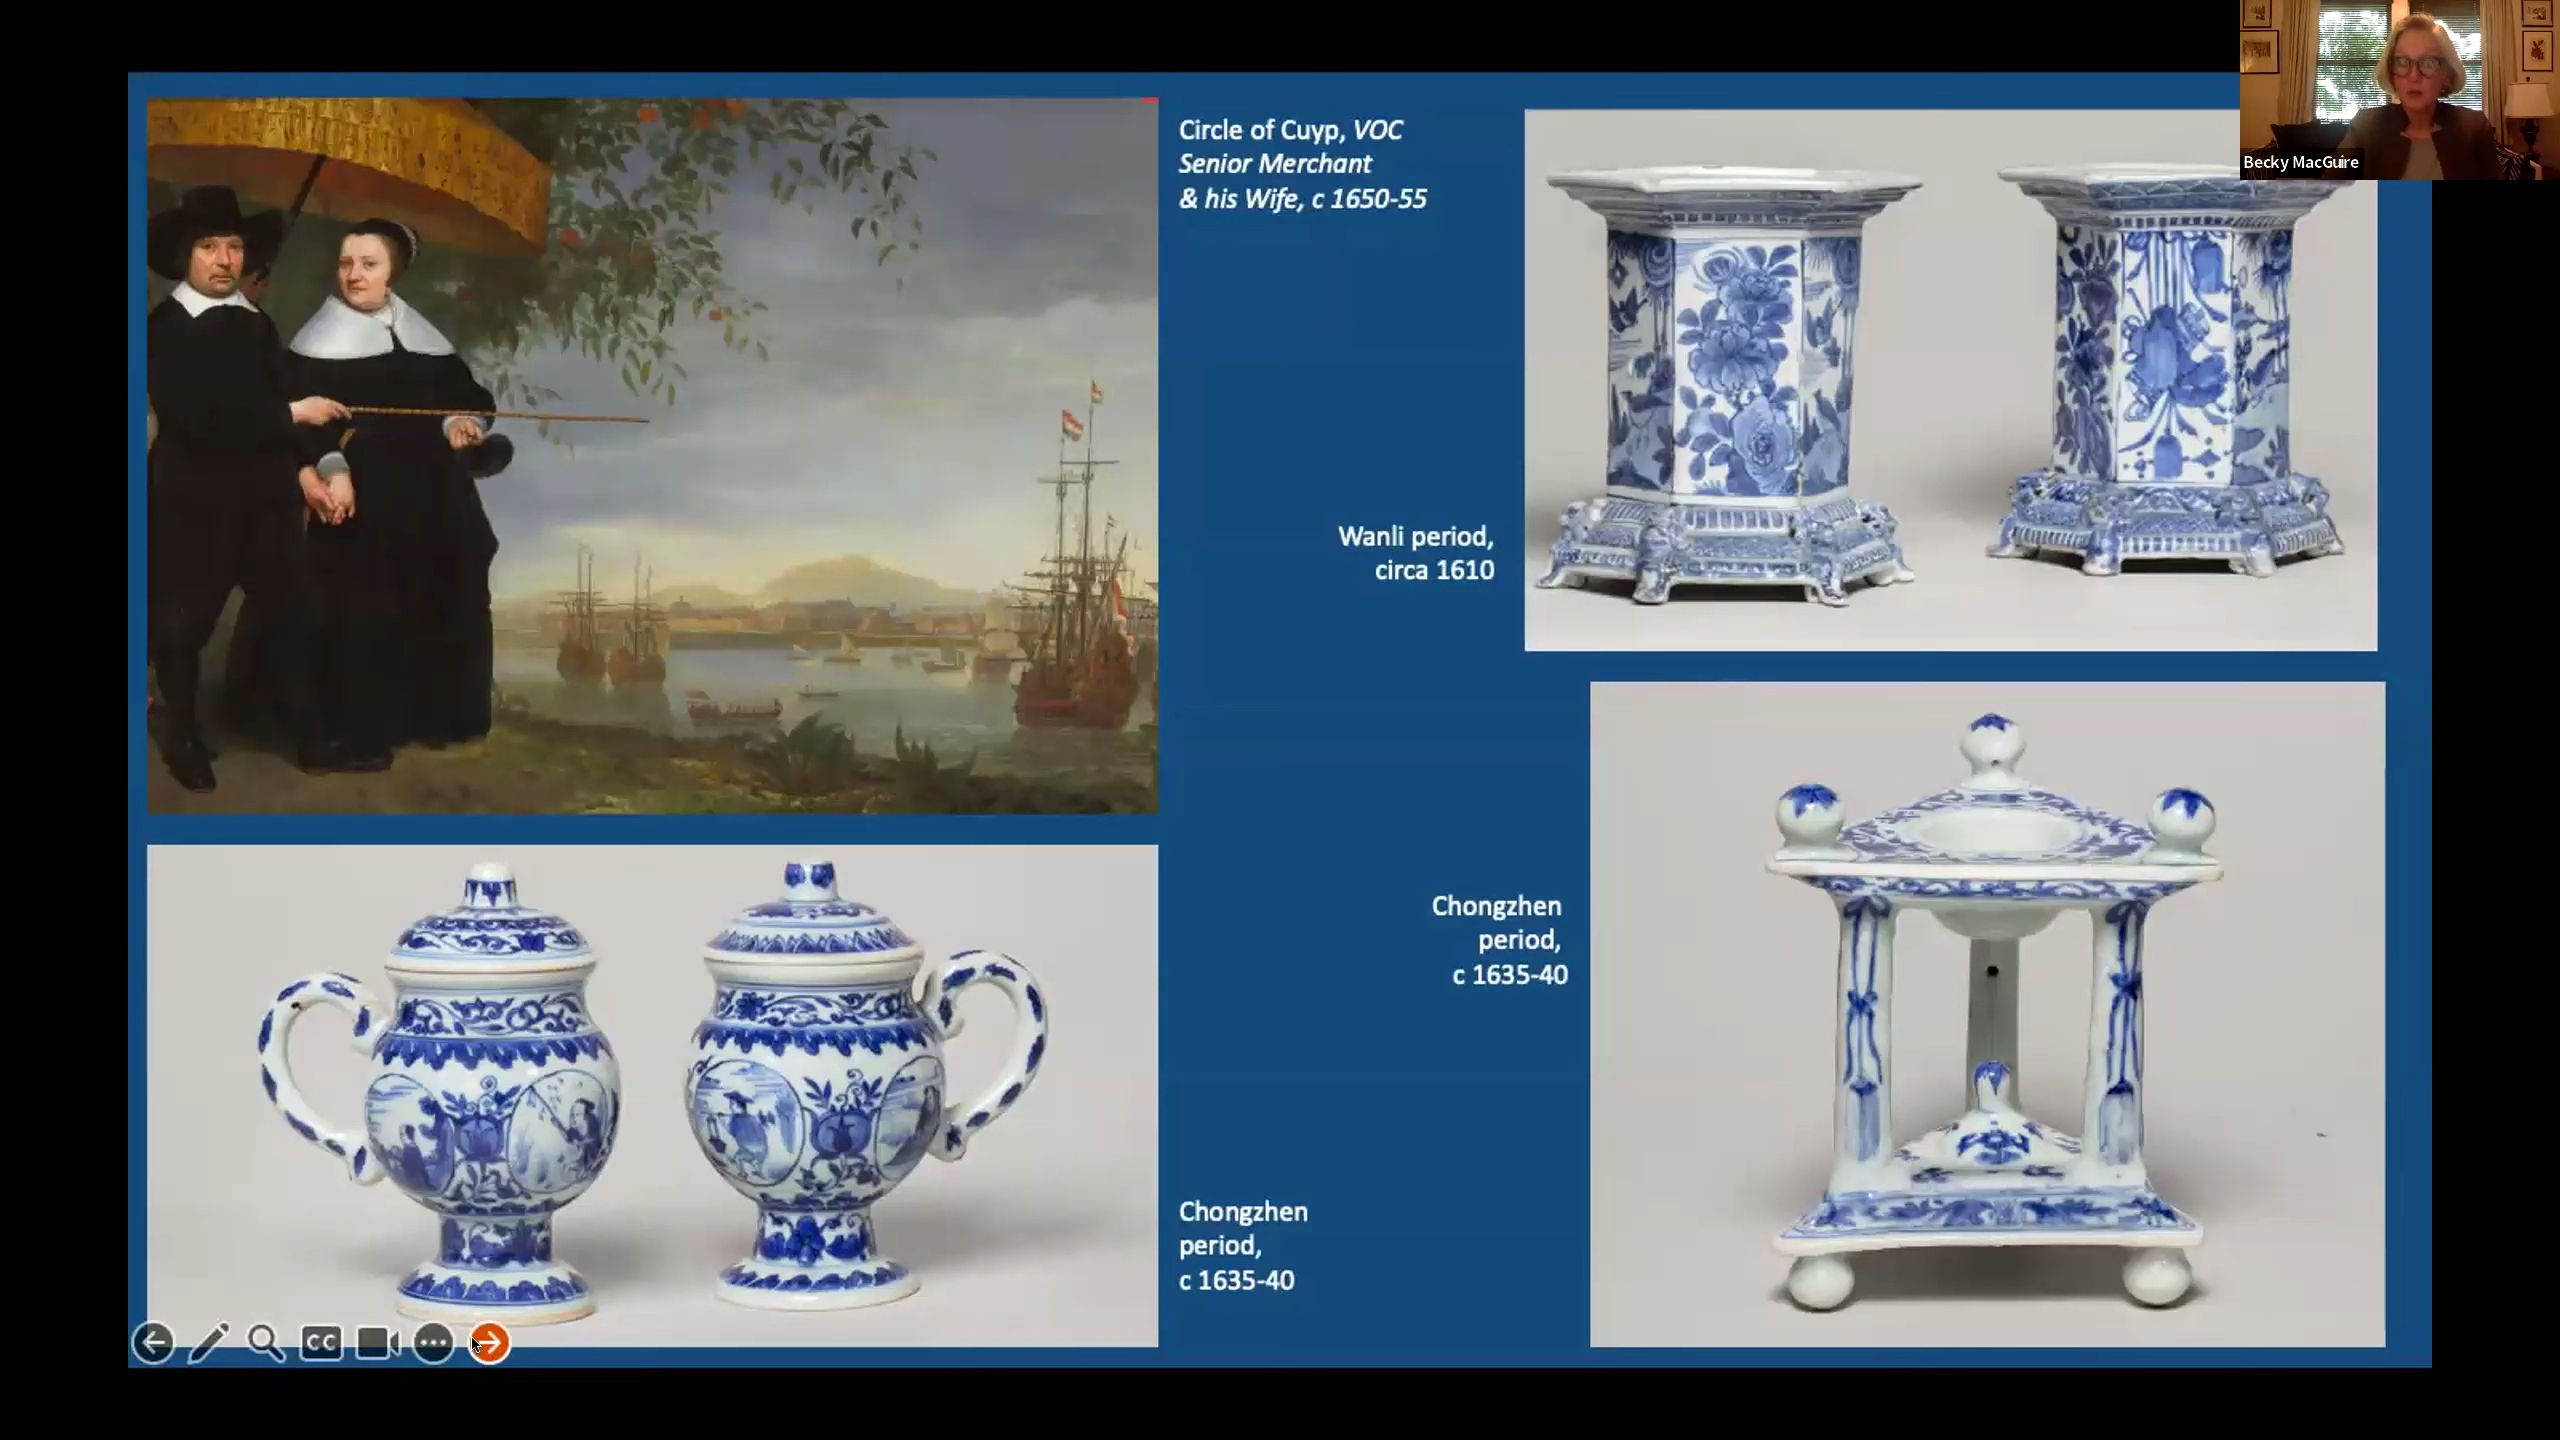 Circle of Cuyp, VOC
Senior Merchant
& his Wife, c 1650-55
Becky MacGuire
Wanli period,
circa 1610
Chongzhen
period,
c 1635-40
Chongzhen
period,
c 1635-40
CC